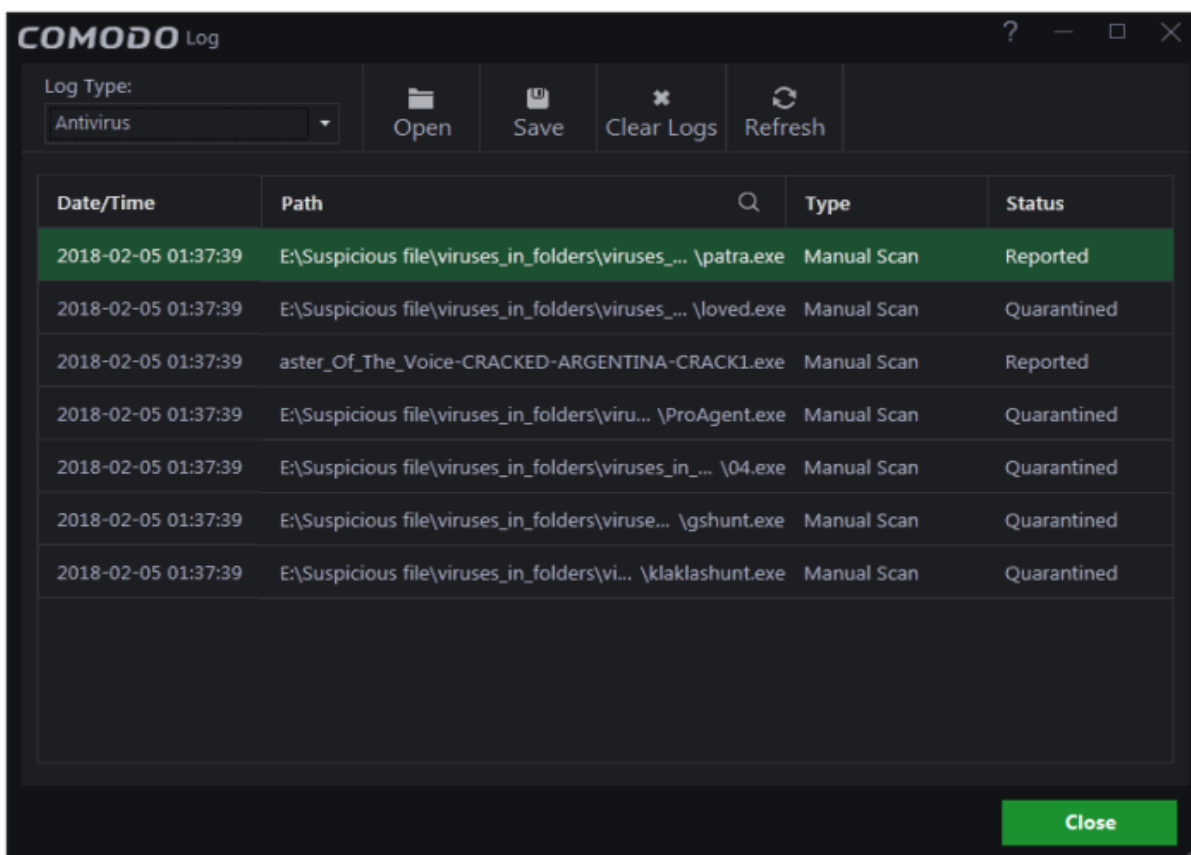 COMODO Log
Log Type:
Antivirus
Open
Save
Clear Logs
Refresh
Date/Time Path Type Status
2018-02-05 01:37:39 E:\Suspicious file\viruses_in_folders\viruses_... \patra.exe Manual Scan Reported
2018-02-05 01:37:39 E:\Suspicious file\viruses_in_folders\viruses_... \loved.exe Manual Scan Quarantined
2018-02-05 01:37:39 aster_Of_The_Voice-CRACKED-ARGENTINA-CRACK1.exe Manual Scan Reported
2018-02-05 01:37:39 E:\Suspicious file\viruses_in_folders\viru... \ProAgent.exe Manual Scan Quarantined
2018-02-05 01:37:39 E:\Suspicious file\viruses_in_folders\viruses_in_... \04.exe Manual Scan Quarantined
2018-02-05 01:37:39 E:\Suspicious file\viruses_in_folders\viruse... \gshunt.exe Manual Scan Quarantined
2018-02-05 01:37:39 E:\Suspicious file\viruses_in_folders\vi... \klaklashunt.exe Manual Scan Quarantined
Close